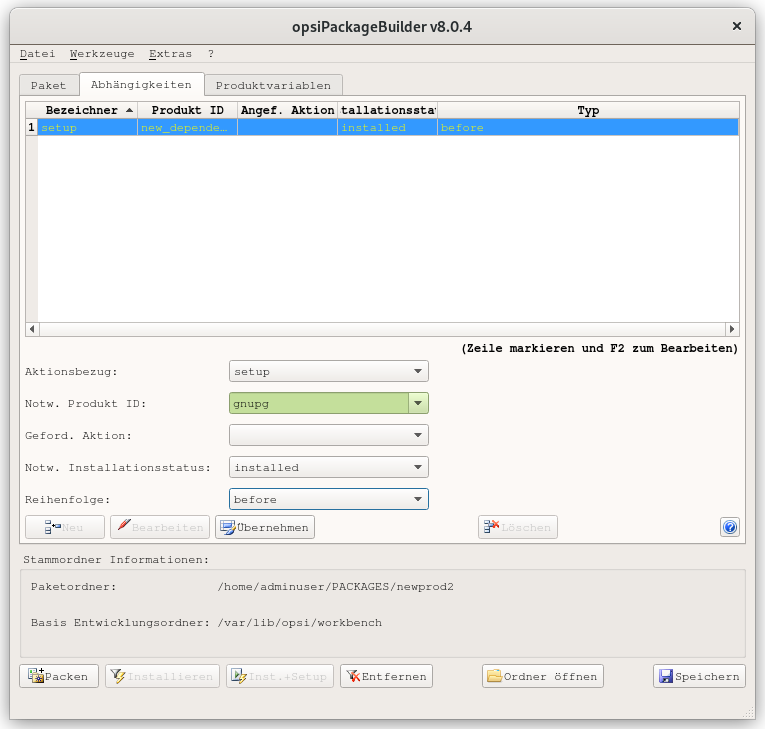 opsiPackageBuilder v8.0.4
Datei Werkzeuge Extras ?
Paket Abhängigkeiten Produktvariablen
Bezeichner Produkt ID Angef. Aktion tallationssta Typ
1 setup new_depende… installed before
(Zeile markieren und F2 zum Bearbeiten)
Aktionsbezug: setup
Notw. Produkt ID: gnupg
Geford. Aktion:
Notw. Installationsstatus: installed
Reihenfolge: before
Neu Bearbeiten Übernehmen Löschen
Stammordner Informationen:
Paketordner: /home/adminuser/PACKAGES/newprod2
Basis Entwicklungsordner: /var/lib/opsi/workbench
Packen Installieren Inst.+Setup Entfernen Ordner öffnen Speichern